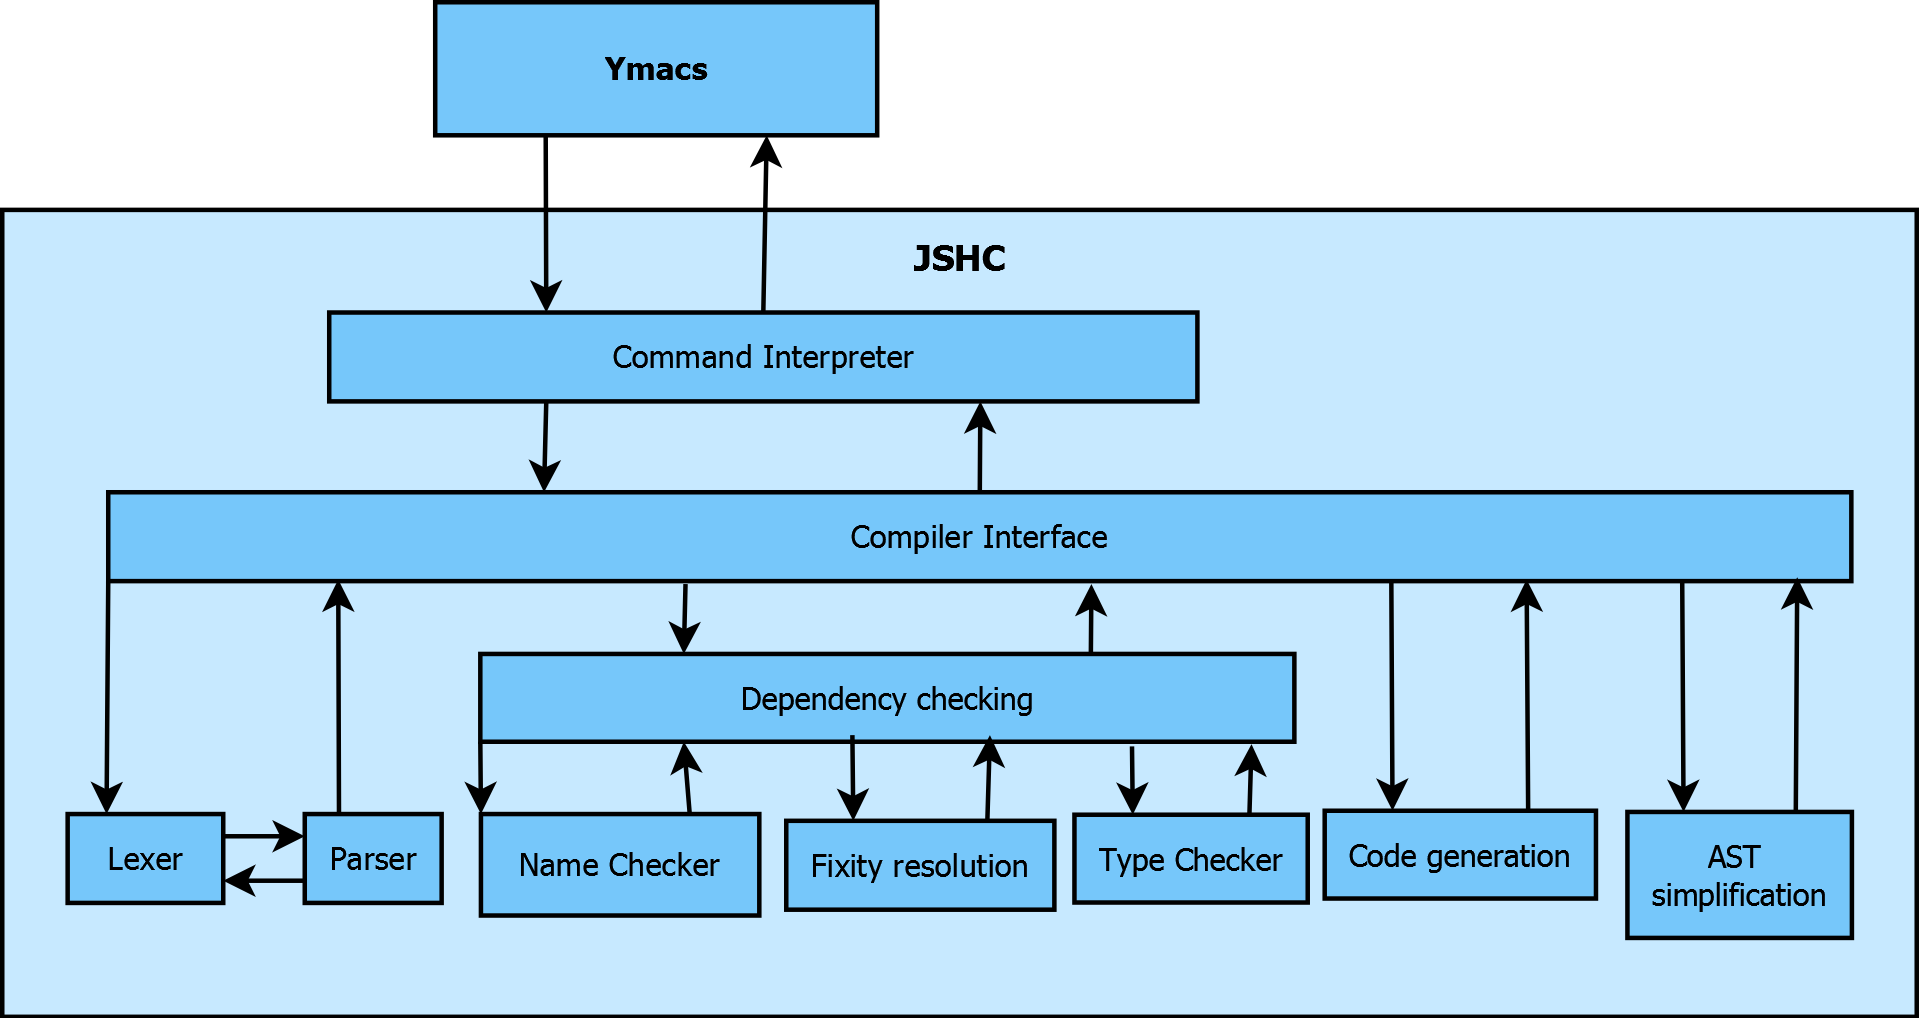 Ymacs
JSHC
Command Interpreter
Compiler Interface
Dependency checking
Lexer
Parser
Name Checker
Fixity resolution
Type Checker
Code generation
AST
simplification